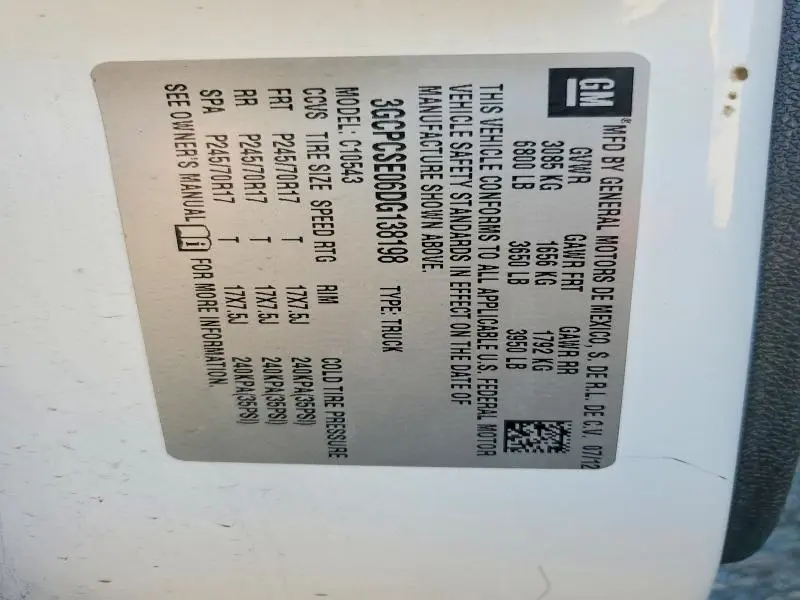 GM
®MFD BY GENERAL MOTORS DE MEXICO, S. DE R.L. DE C.V. 07/12
GVWR GAWR FRT GAWR RR
3085 KG 1656 KG 1792 KG
6800 LB 3650 LB 3950 LB
THIS VEHICLE CONFORMS TO ALL APPLICABLE U.S. FEDERAL MOTOR
VEHICLE SAFETY STANDARDS IN EFFECT ON THE DATE OF
MANUFACTURE SHOWN ABOVE.
3GCPCSE06DG138198 TYPE: TRUCK
MODEL: C10543
CCVS TIRE SIZE SPEED RTG RIM COLD TIRE PRESSURE
FRT P245/70R17 T 17X7.5J 240KPA(35PSI)
RR P245/70R17 T 17X7.5J 240KPA(35PSI)
SPA P245/70R17 T 17X7.5J 240KPA(35PSI)
SEE OWNER'S MANUAL FOR MORE INFORMATION.